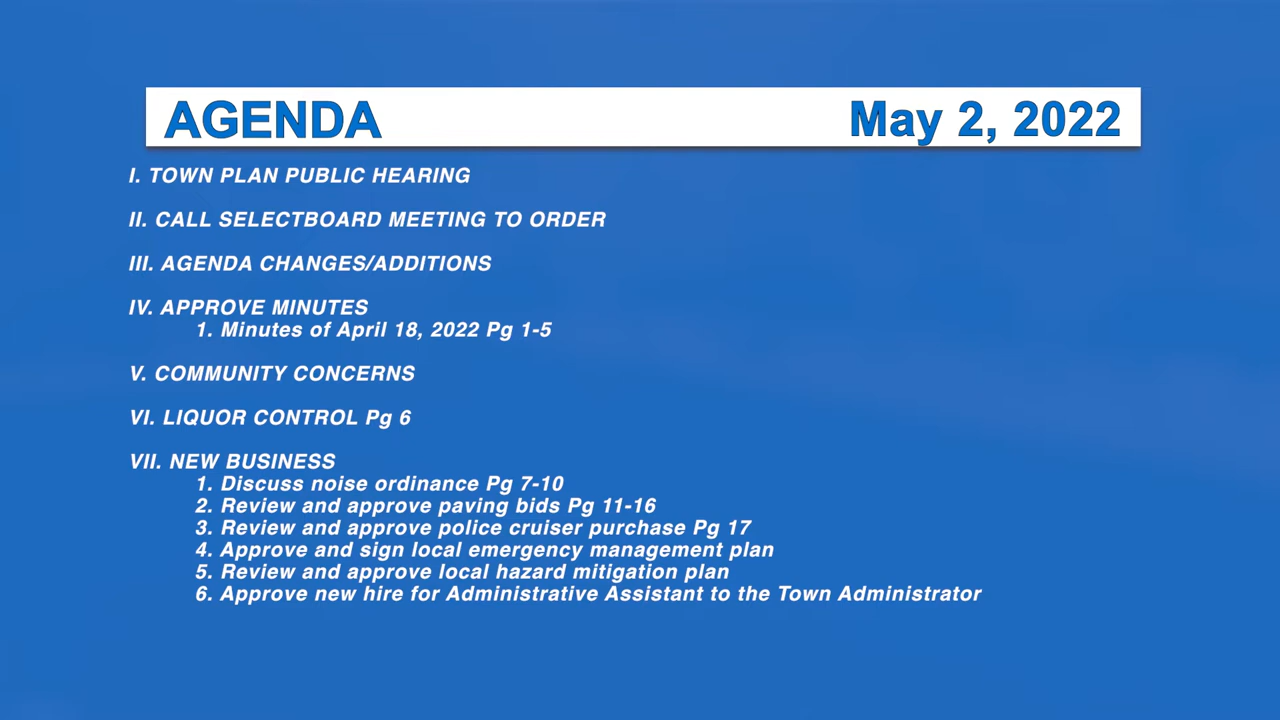 AGENDA May 2, 2022
I. TOWN PLAN PUBLIC HEARING
II. CALL SELECTBOARD MEETING TO ORDER
III. AGENDA CHANGES/ADDITIONS
IV. APPROVE MINUTES
1. Minutes of April 18, 2022 Pg 1-5
V. COMMUNITY CONCERNS
VI. LIQUOR CONTROL Pg 6
VII. NEW BUSINESS
1. Discuss noise ordinance Pg 7-10
2. Review and approve paving bids Pg 11-16
3. Review and approve police cruiser purchase Pg 17
4. Approve and sign local emergency management plan
5. Review and approve local hazard mitigation plan
6. Approve new hire for Administrative Assistant to the Town Administrator